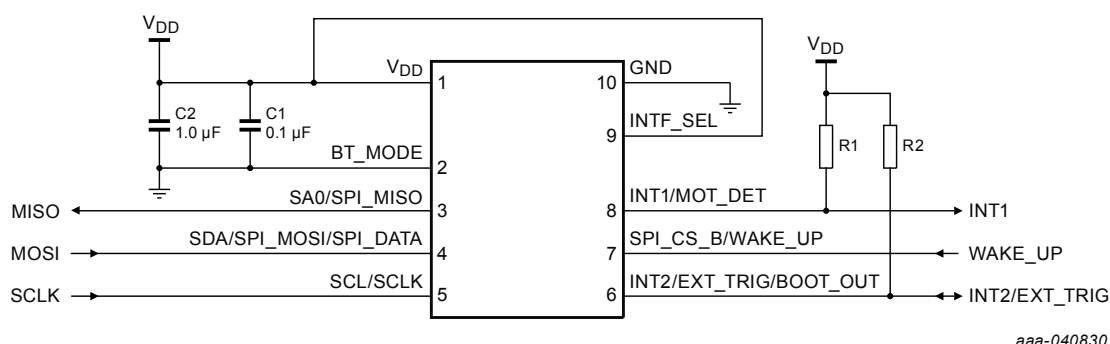 VDD
VDD
VDD
1
10
GND
C2
1.0 µF
C1
0.1 µF
INTF_SEL
9
R1
R2
BT_MODE
2
MISO
SA0/SPI_MISO
3
8
INT1/MOT_DET
INT1
MOSI
SDA/SPI_MOSI/SPI_DATA
4
7
SPI_CS_B/WAKE_UP
WAKE_UP
SCLK
SCL/SCLK
5
6
INT2/EXT_TRIG/BOOT_OUT
INT2/EXT_TRIG
aaa-040830